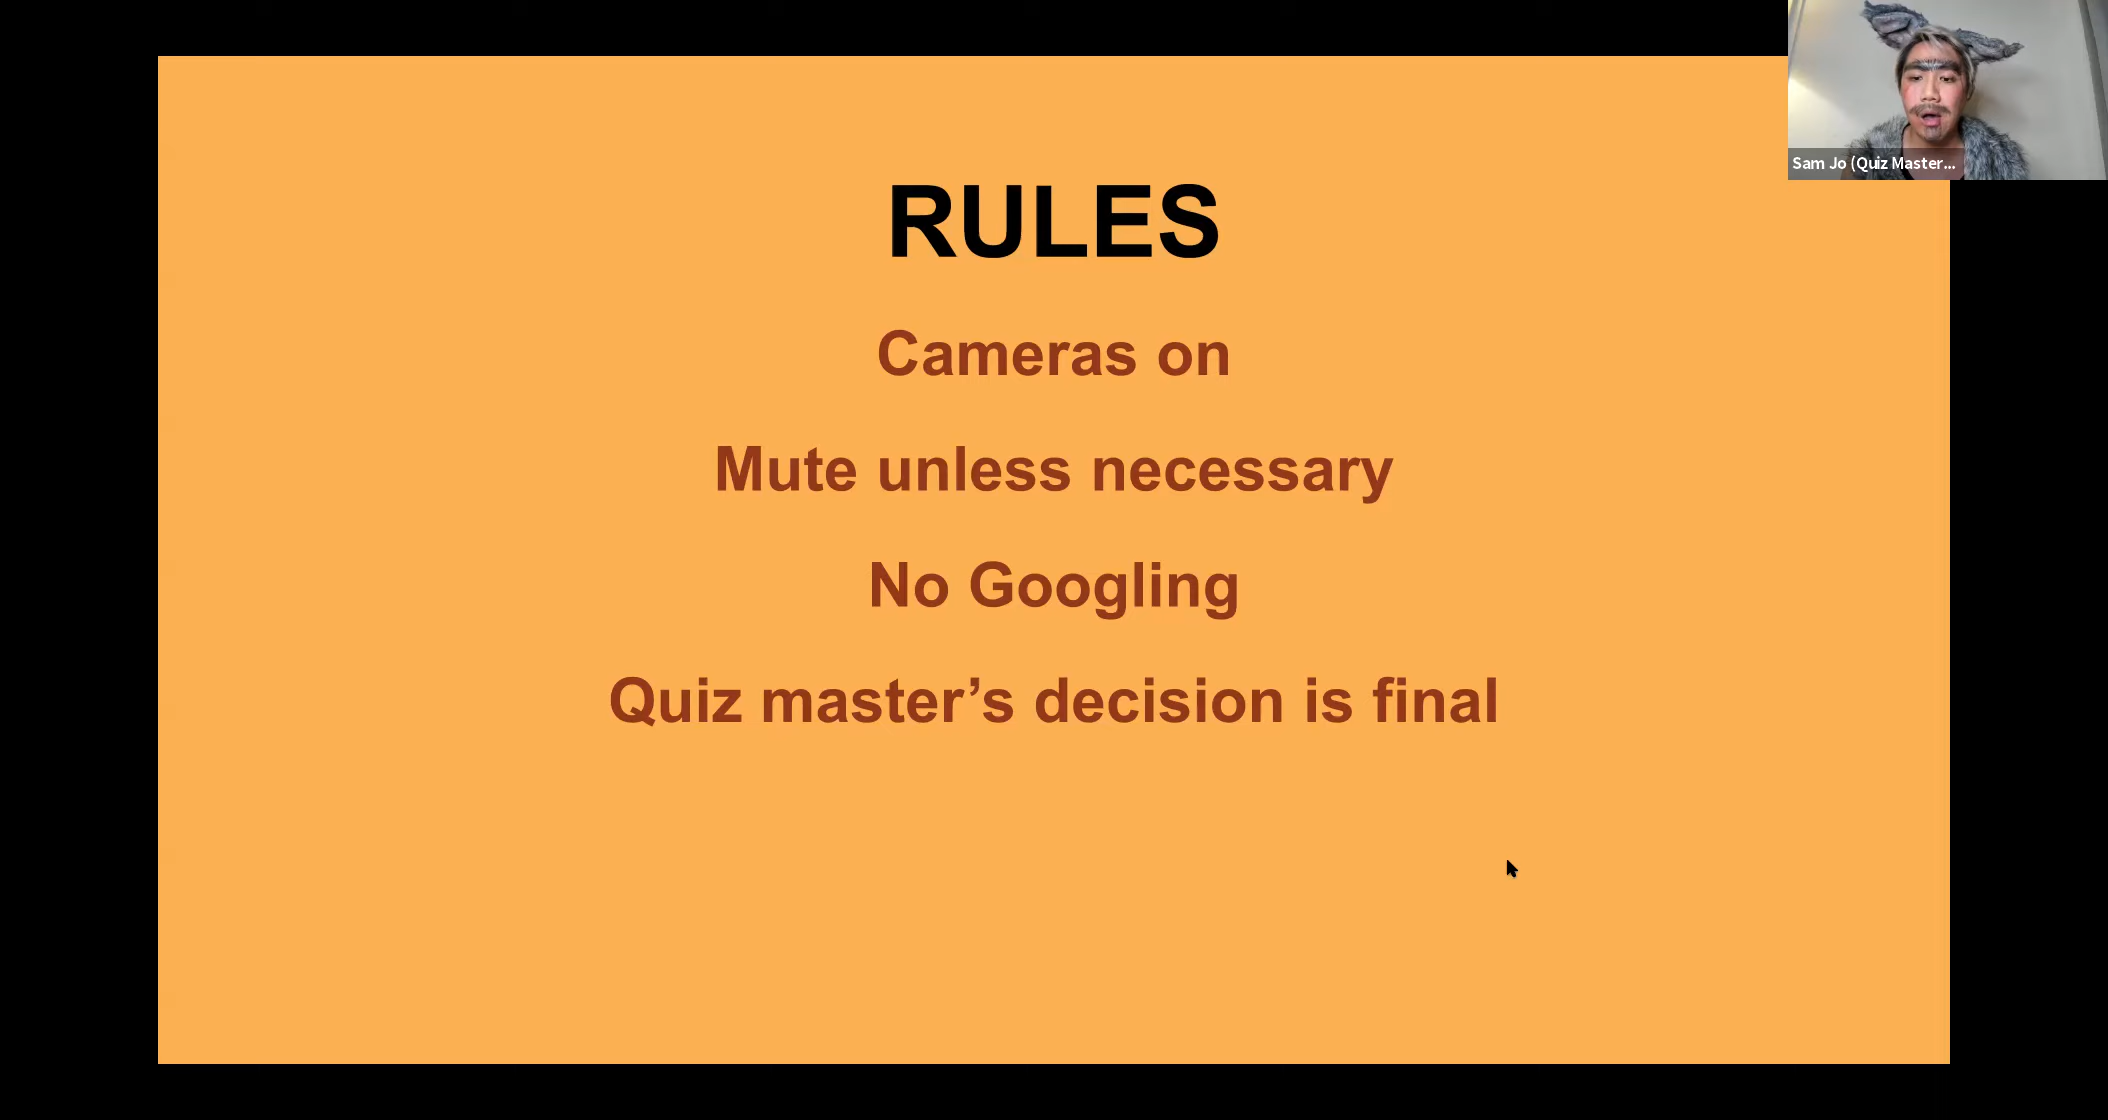 RULES
Cameras on
Mute unless necessary
No Googling
Quiz master’s decision is final
Sam Jo (Quiz Master...